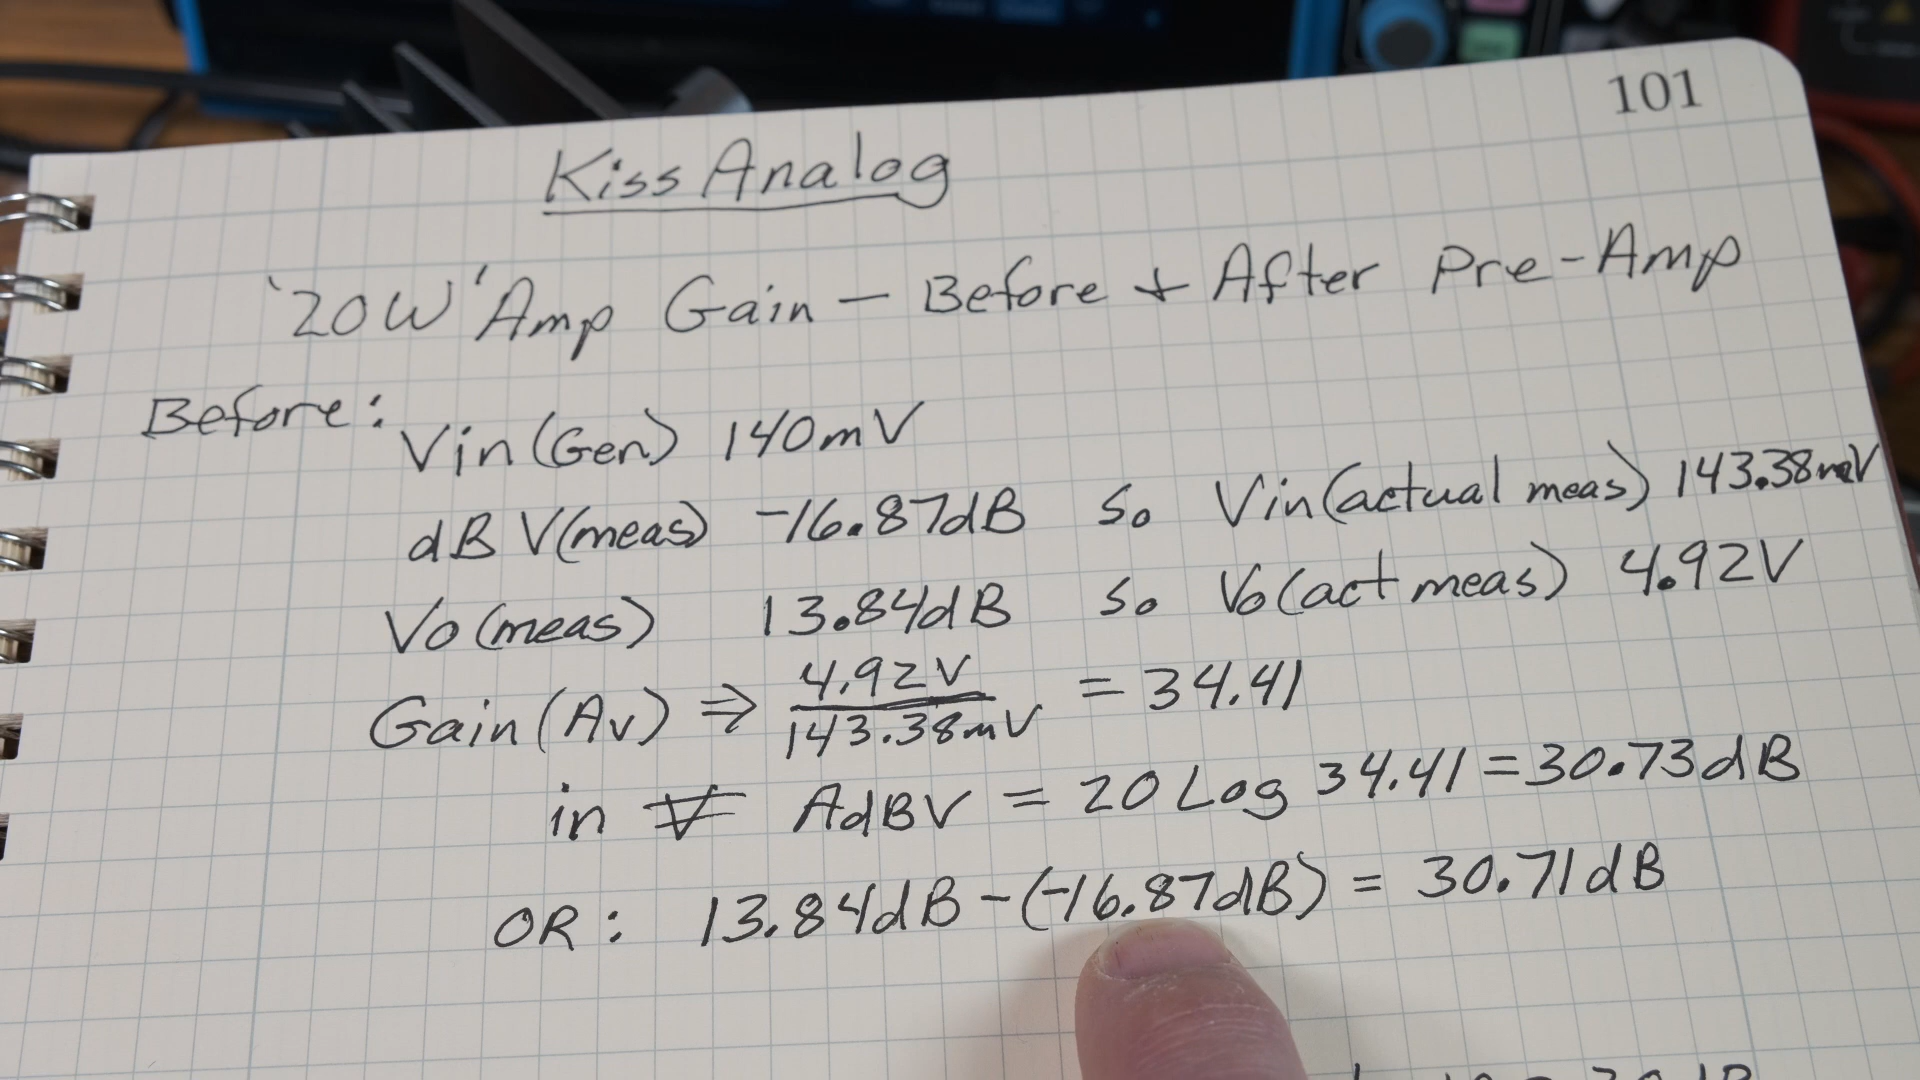 101
Kiss Analog
'20W' Amp Gain — Before + After Pre-Amp
Before:
Vin (Gen) 140mV
dB V(meas) -16.87dB so Vin(actual meas) 143.38mV
Vo (meas) 13.84dB so Vo(act meas) 4.92V
Gain (Av) ⇒ 4.92V / 143.38mV = 34.41
in AdBV = 20 Log 34.41 = 30.73dB
OR: 13.84dB - (-16.87dB) = 30.71dB